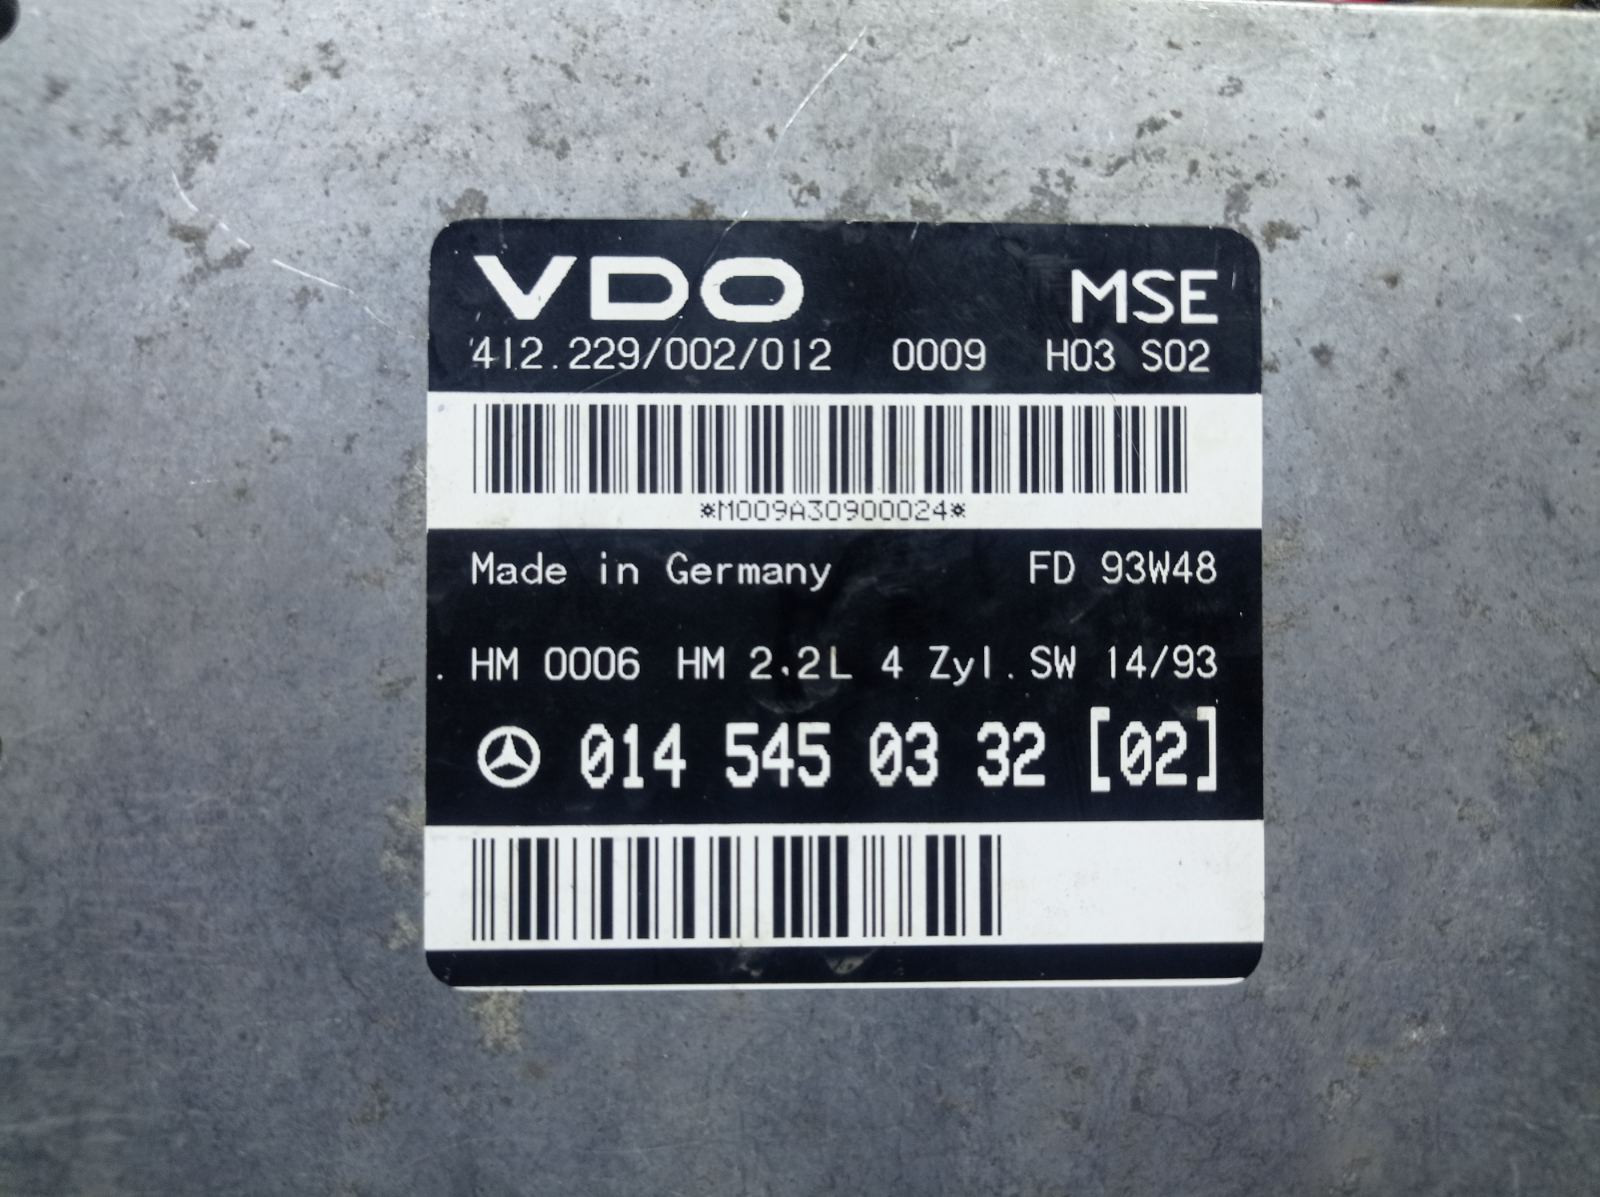 VDO MSE
412.229/002/012 0009 H03 S02
*M009A30900024*
Made in Germany FD 93W48
. HM 0006 HM 2.2L 4 Zyl. SW 14/93
014 545 03 32 [02]